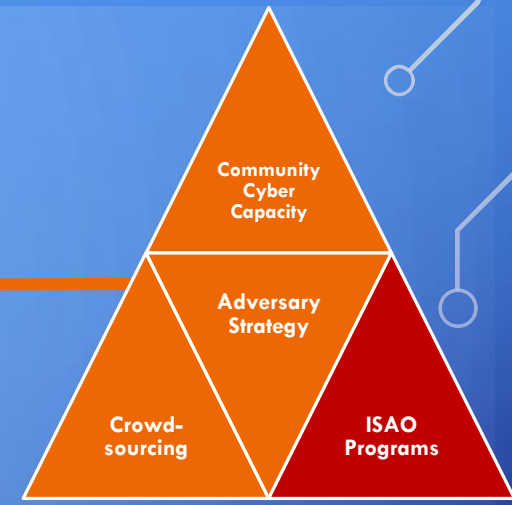 Community
Cyber
Capacity
Adversary
Strategy
Crowd-
sourcing
ISAO
Programs